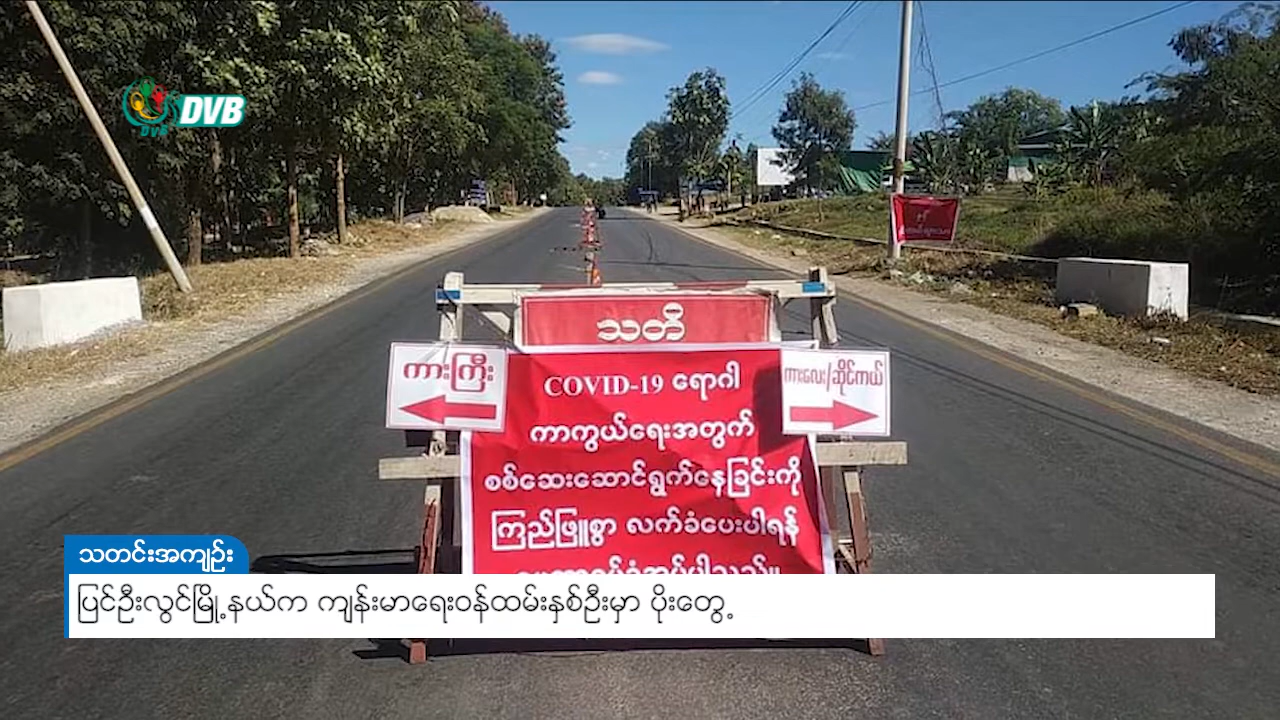 DVB
DVB
သတိ
ကားကြီး
ကားလေး/ဆိုင်ကယ်
COVID-19 ရောဂါ
ကာကွယ်ရေးအတွက်
စစ်ဆေးဆောင်ရွက်နေခြင်းကို
ကြည်ဖြူစွာ လက်ခံပေးပါရန်
သတင်းအကျဉ်း
ပြင်ဦးလွင်မြို့နယ်က ကျန်းမာရေးဝန်ထမ်းနှစ်ဦးမှာ ပိုးတွေ့